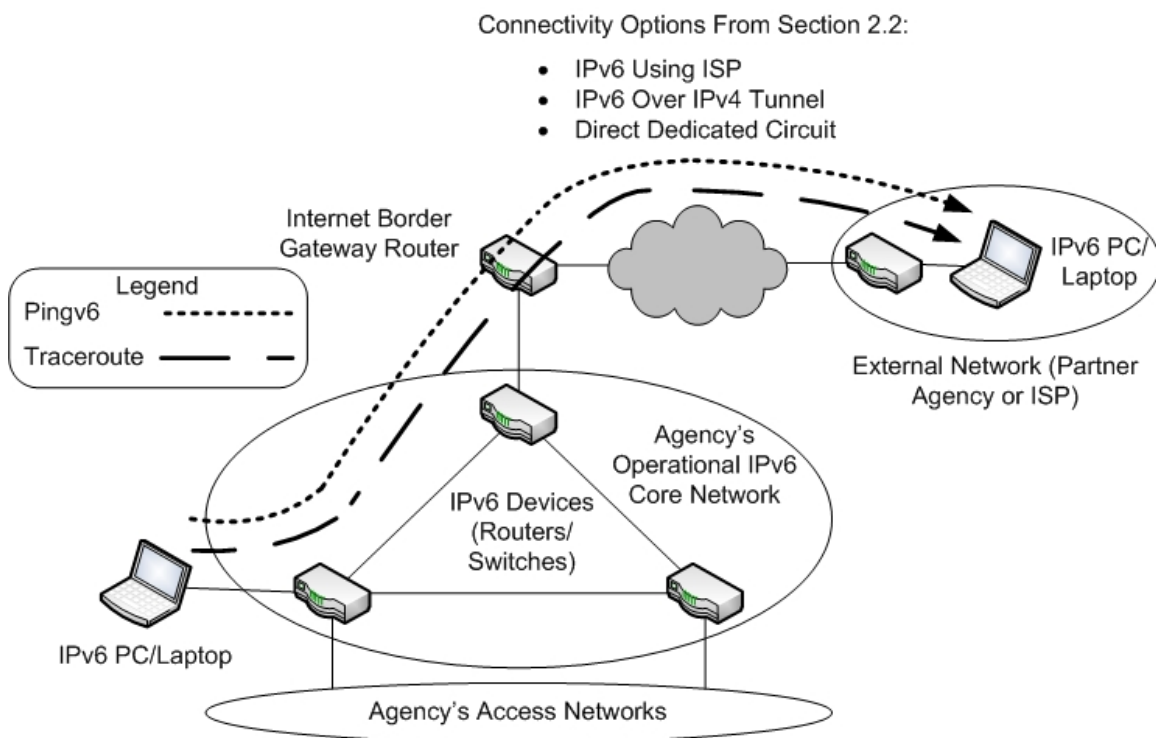 Connectivity Options From Section 2.2:
• IPv6 Using ISP
• IPv6 Over IPv4 Tunnel
• Direct Dedicated Circuit
Internet Border
Gateway Router
IPv6 PC/
Laptop
Legend
Pingv6
Traceroute
External Network (Partner
Agency or ISP)
Agency's
Operational IPv6
Core Network
IPv6 Devices
(Routers/
Switches)
IPv6 PC/Laptop
Agency's Access Networks